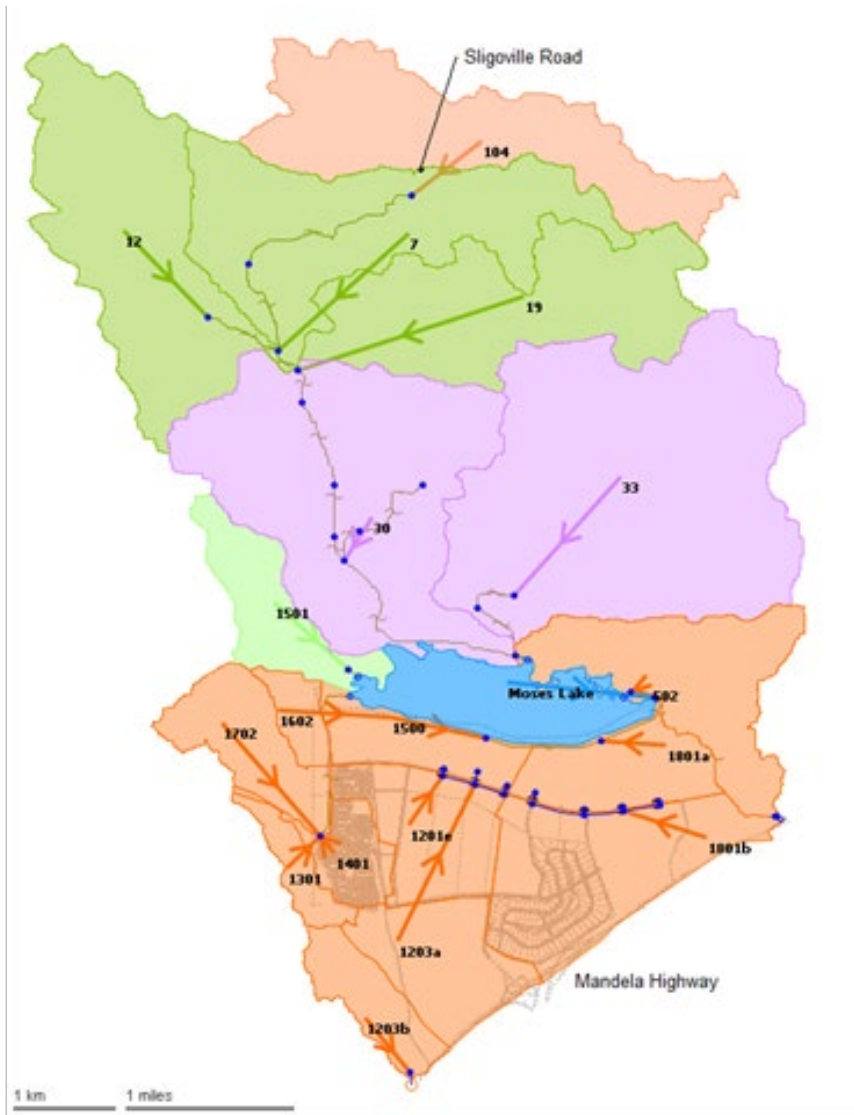 Sligoville Road
104
12
7
19
33
30
1501
Moses Lake
602
1602
1702
1500
1801a
1201e
1801b
1301
1401
1203a
Mandela Highway
1203b
1 km
1 miles